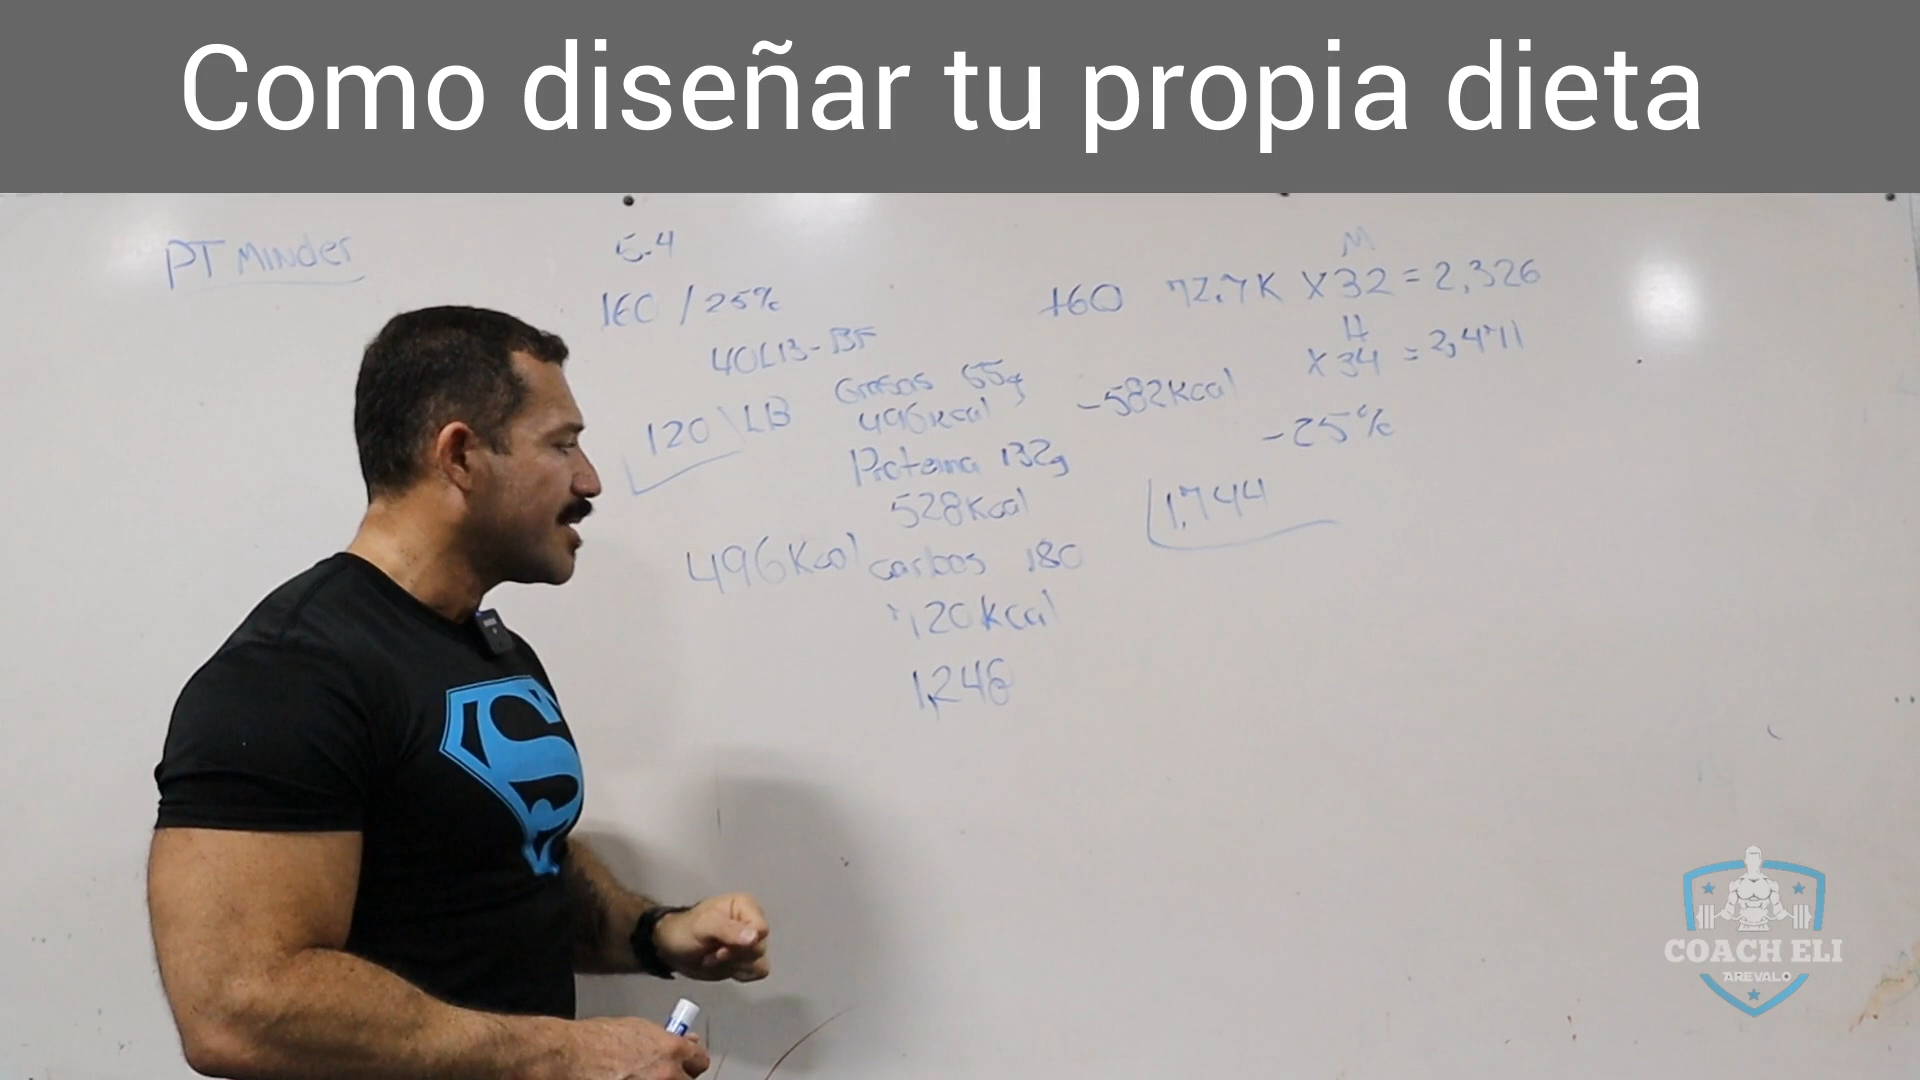 Como diseñar tu propia dieta
PT Minder
5.4
160 / 25%
40LB-BF
120 LB
Grasas 55g
496kcal
Proteina 132g
528Kcal
496Kcal
carbos 180
720kcal
1,246
160 72.7K X 32 = 2,326
M
H
X 34 = 2,471
-582Kcal
-25%
1,744
COACH ELI
AREVALO